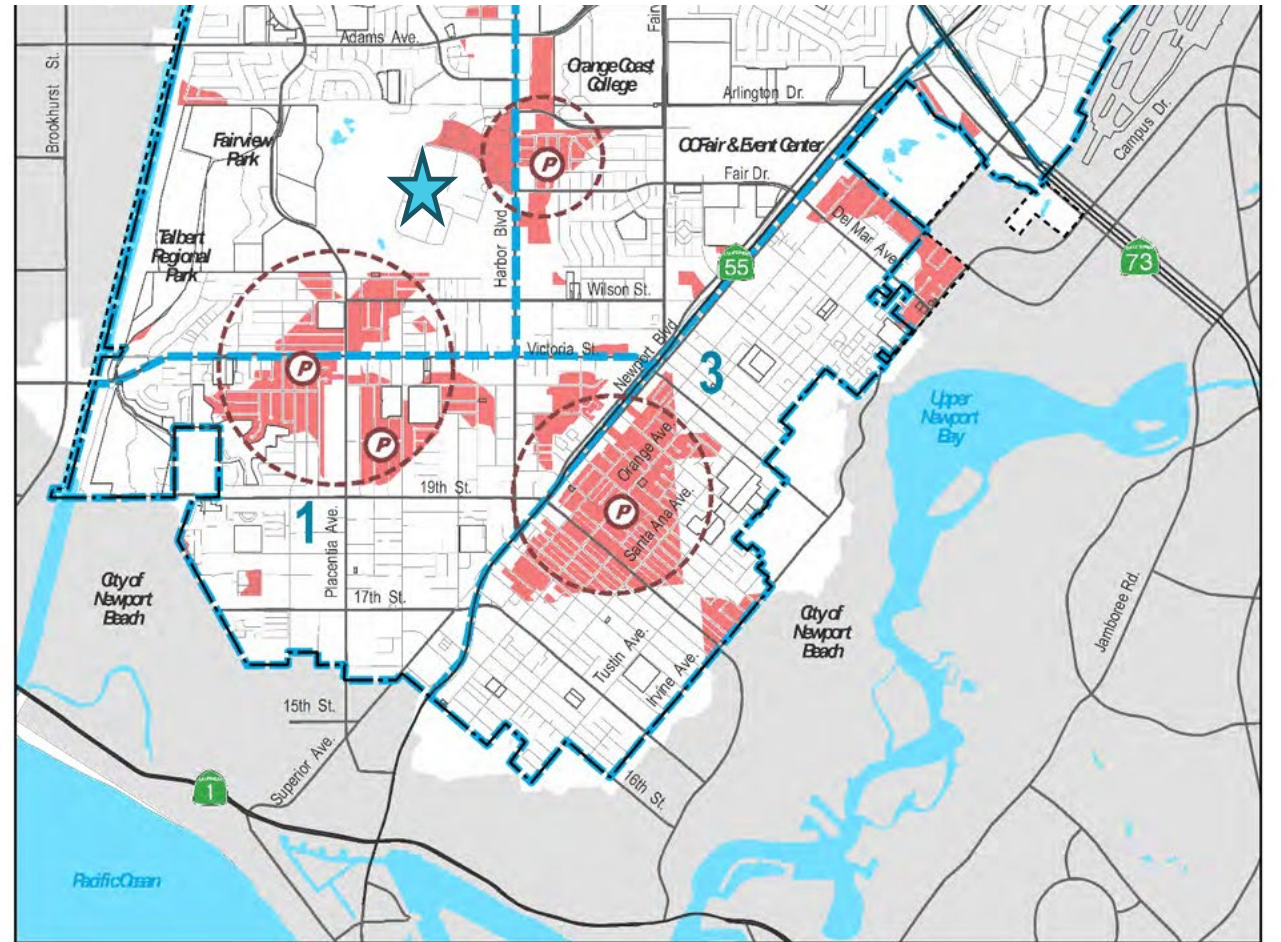 Adams Ave.
Fair
Orange Coast
College
Brookhurst St.
Arlington Dr.
Campus Dr.
Fairview
Park
OC Fair & Event Center
Fair Dr.
P
Harbor Blvd
Del Mar Ave.
Talbert
Regional
Park
55
73
Wilson St.
Victoria St.
Newport Blvd
3
P
Upper
Newport
Bay
P
Orange Ave.
19th St.
1
Placentia Ave.
P
Santa Ana Ave.
City of
Newport
Beach
17th St.
City of
Newport
Beach
Jamboree Rd.
Tustin Ave.
Irvine Ave.
15th St.
Superior Ave.
16th St.
1
Pacific Ocean